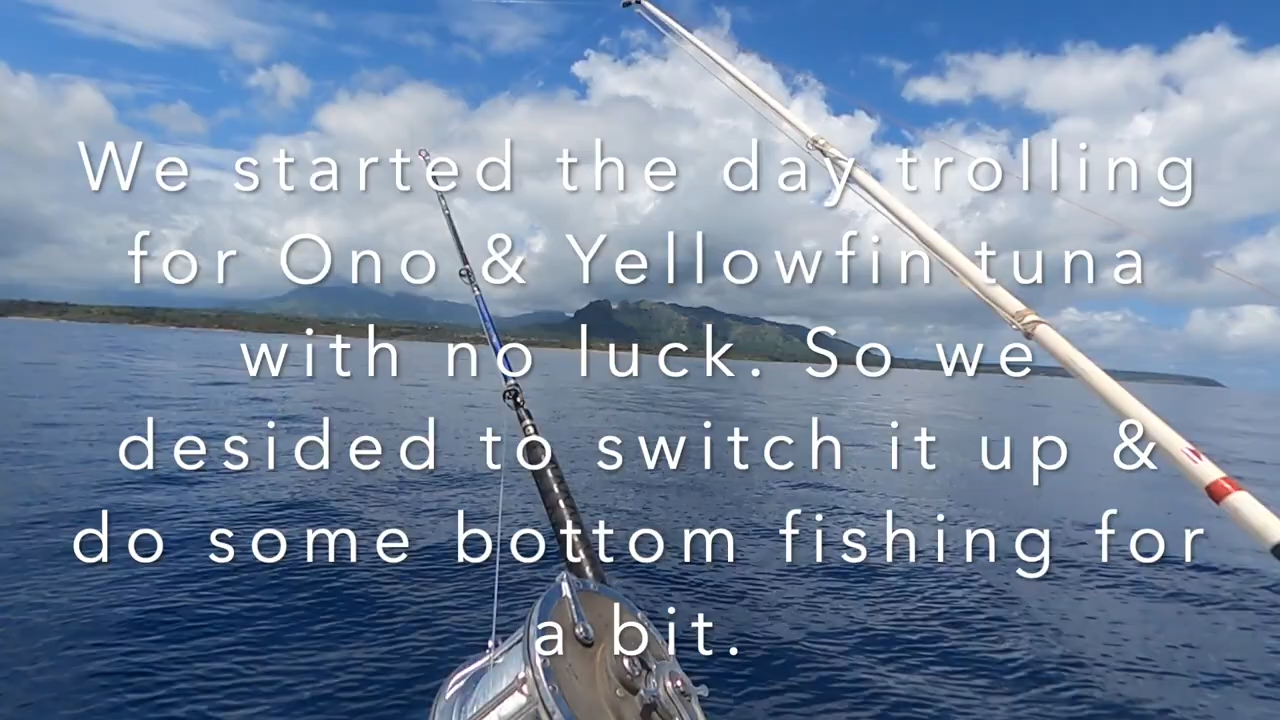 We started the day trolling
for Ono & Yellowfin tuna
with no luck. So we
desided to switch it up &
do some bottom fishing for
a bit.